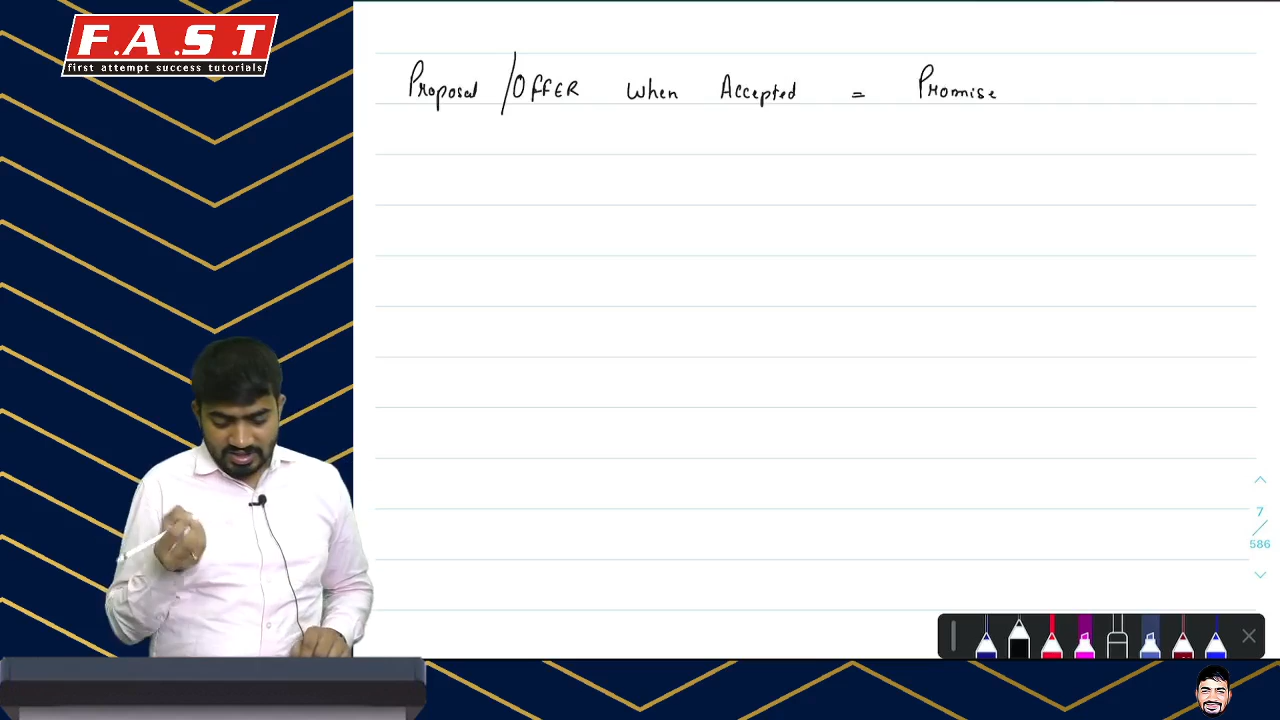 F.A.S.T
first attempt success tutorials
Proposal / OFFER When Accepted = Promise
7
586